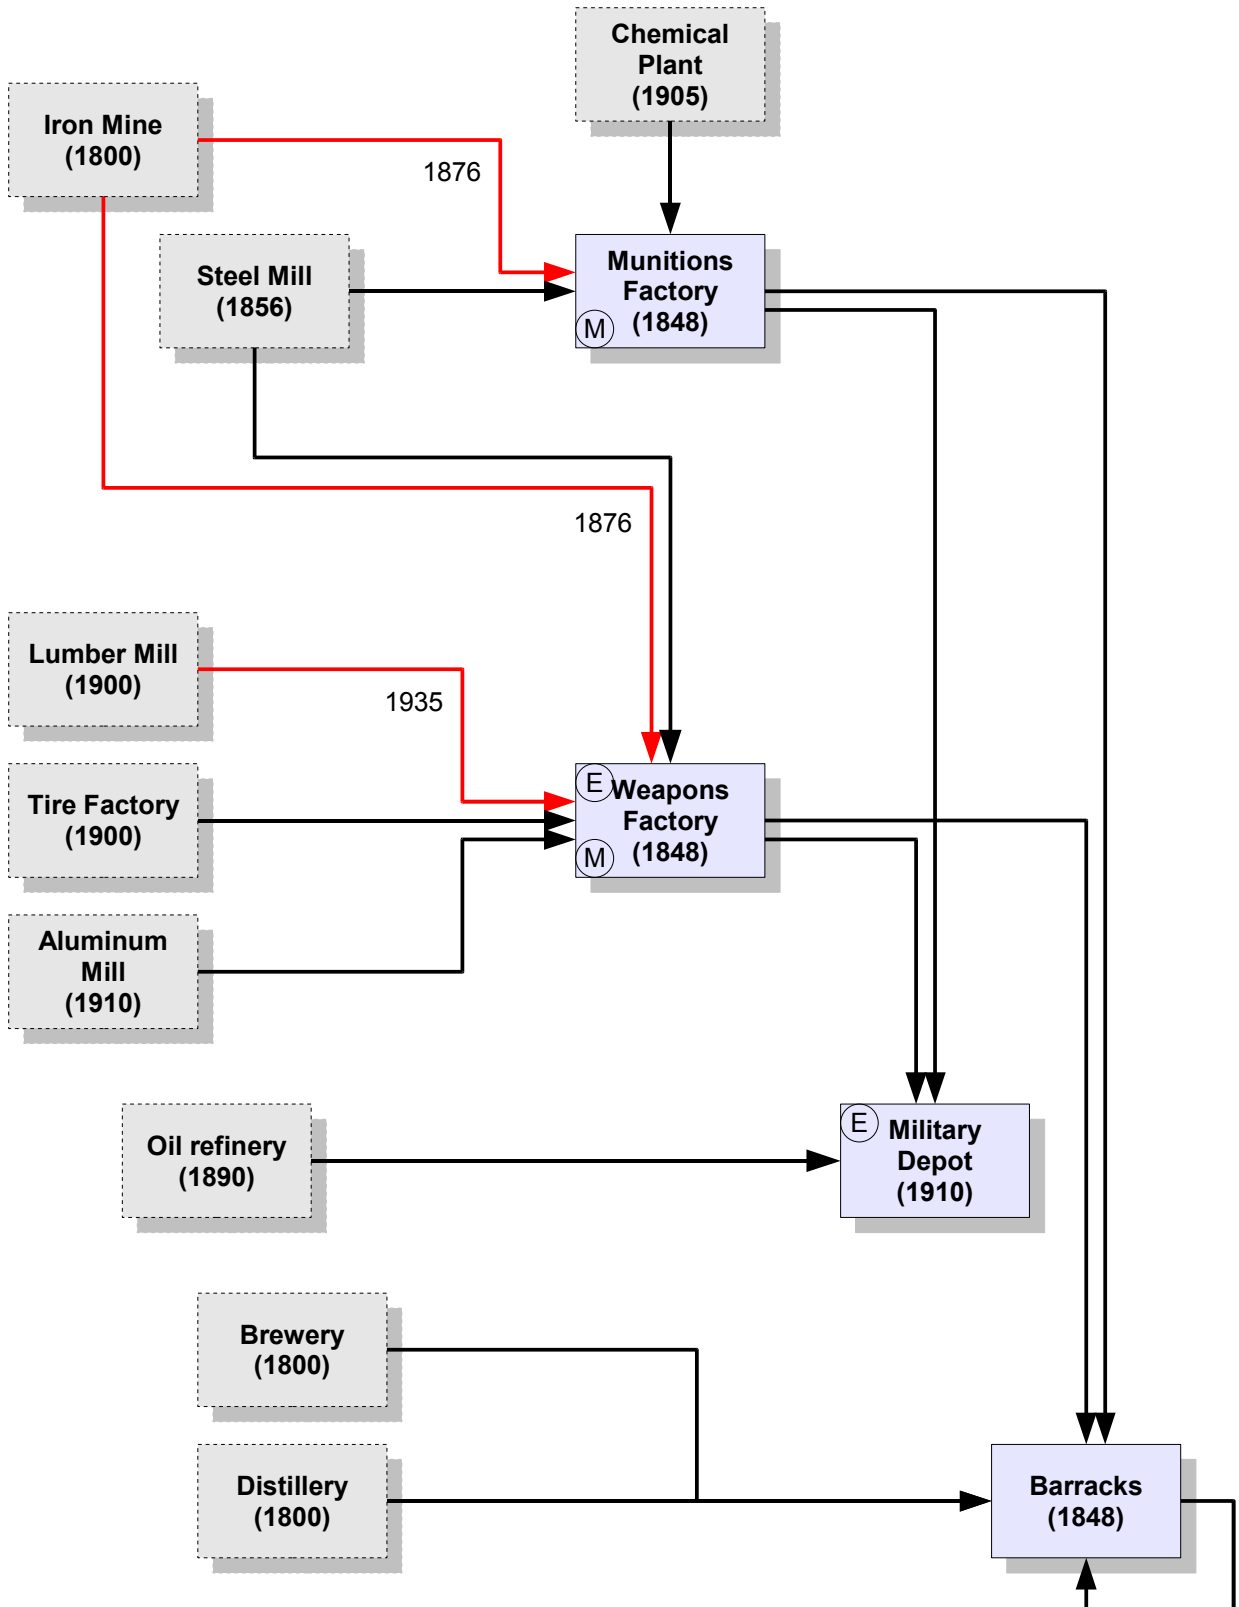 Chemical
Plant
(1905)
Iron Mine
(1800)
1876
Steel Mill
(1856)
Munitions
Factory
(1848)
M
1876
Lumber Mill
(1900)
1935
Tire Factory
(1900)
E
Weapons
Factory
(1848)
M
Aluminum
Mill
(1910)
Oil refinery
(1890)
E
Military
Depot
(1910)
Brewery
(1800)
Distillery
(1800)
Barracks
(1848)